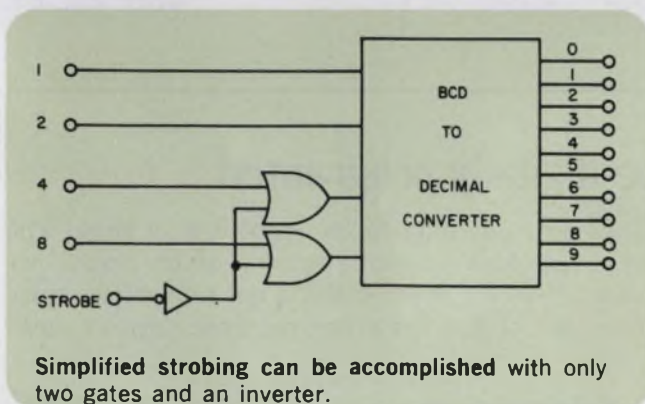 1
2
4
8
STROBE
BCD
TO
DECIMAL
CONVERTER
0
1
2
3
4
5
6
7
8
9
Simplified strobing can be accomplished with only
two gates and an inverter.